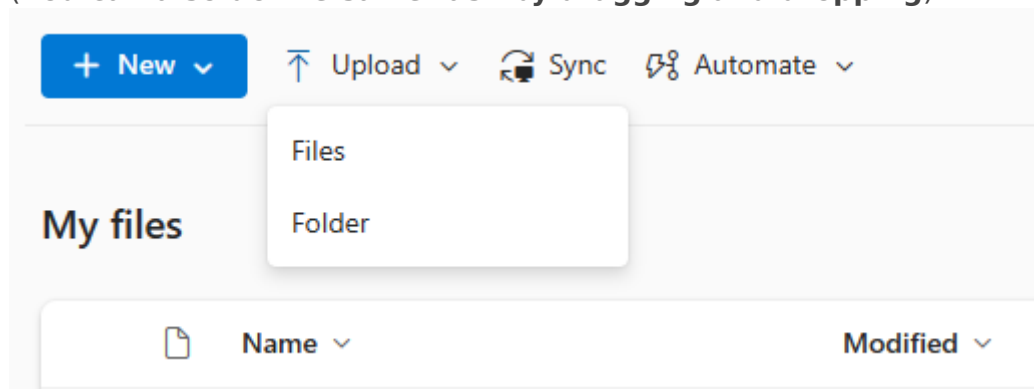 + New Upload Sync Automate
Files
My files
Folder
Name Modified